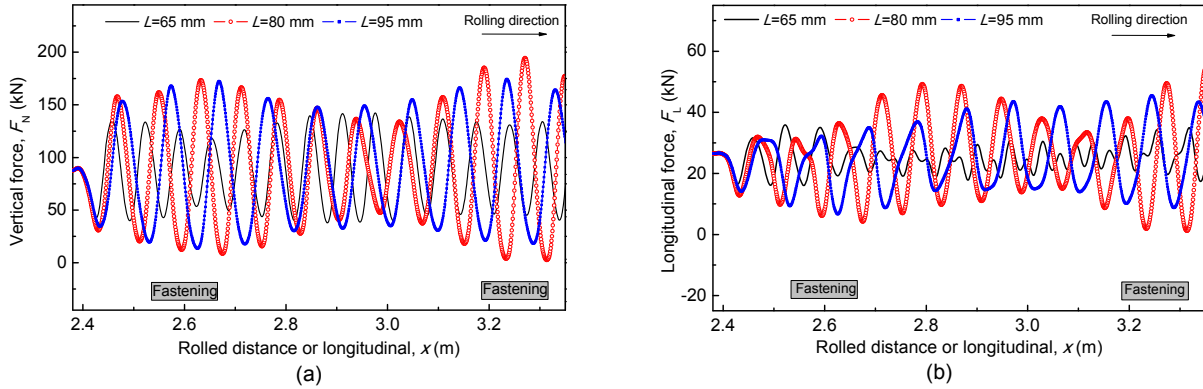 L=65 mm L=80 mm L=95 mm
Rolling direction
200
150
100
50
0
Vertical force, F_N (kN)
Fastening Fastening
2.4 2.6 2.8 3.0 3.2
Rolled distance or longitudinal, x (m)
(a)
L=65 mm L=80 mm L=95 mm
Rolling direction
60
40
20
0
-20
Longitudinal force, F_L (kN)
Fastening Fastening
2.4 2.6 2.8 3.0 3.2
Rolled distance or longitudinal, x (m)
(b)